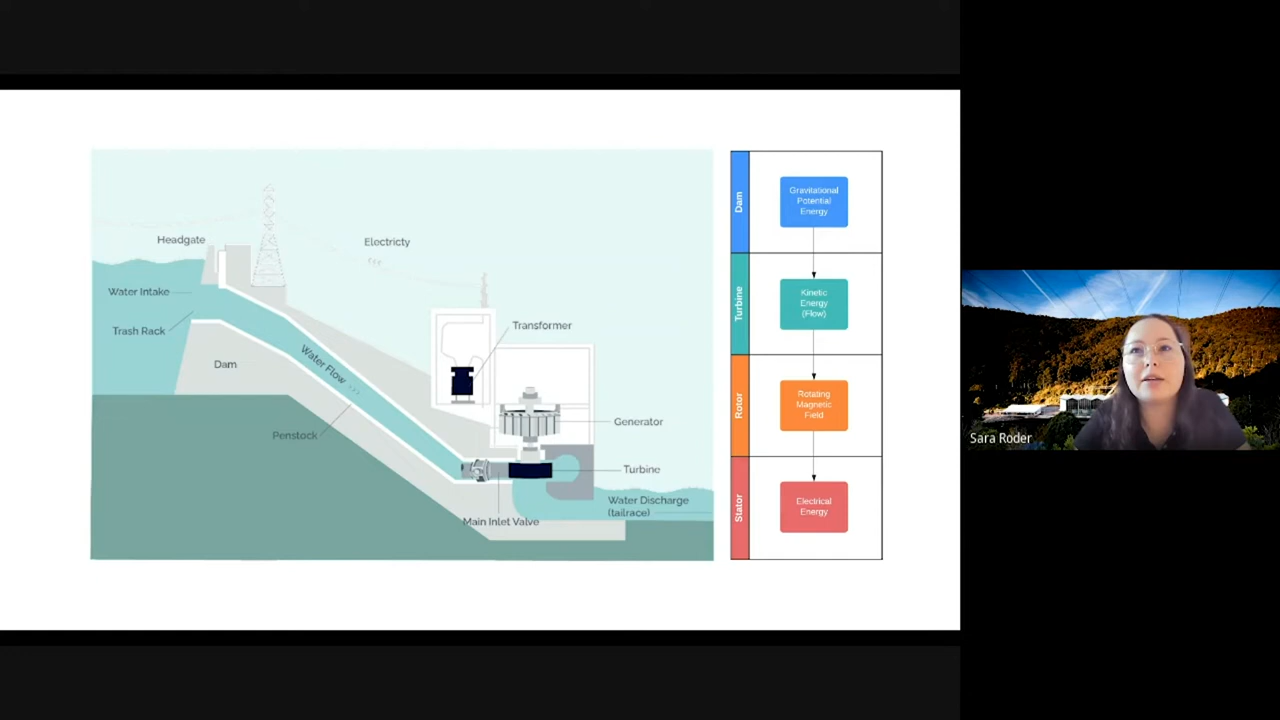 Headgate
Electricty
Water Intake
Trash Rack
Transformer
Dam
Water Flow
Penstock
Generator
Turbine
Water Discharge
(tailrace)
Main Inlet Valve
Dam
Gravitational
Potential
Energy
Turbine
Kinetic
Energy
(Flow)
Rotor
Rotating
Magnetic
Field
Stator
Electrical
Energy
Sara Roder